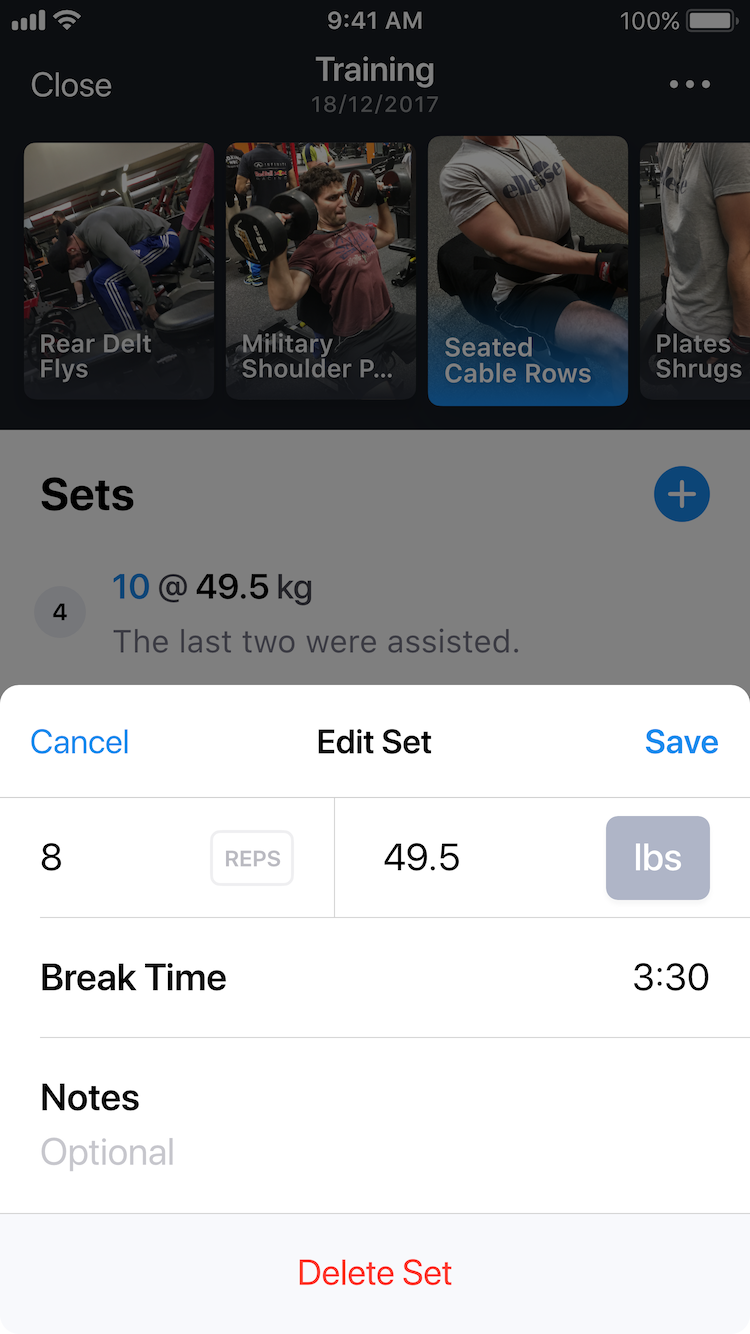 9:41 AM
100%
Close
Training
18/12/2017
ellesse
Rear Delt
Flys
Military
Shoulder P...
Seated
Cable Rows
Plates
Shrugs
Sets
4
10 @ 49.5 kg
The last two were assisted.
Cancel
Edit Set
Save
8
REPS
49.5
lbs
Break Time
3:30
Notes
Optional
Delete Set